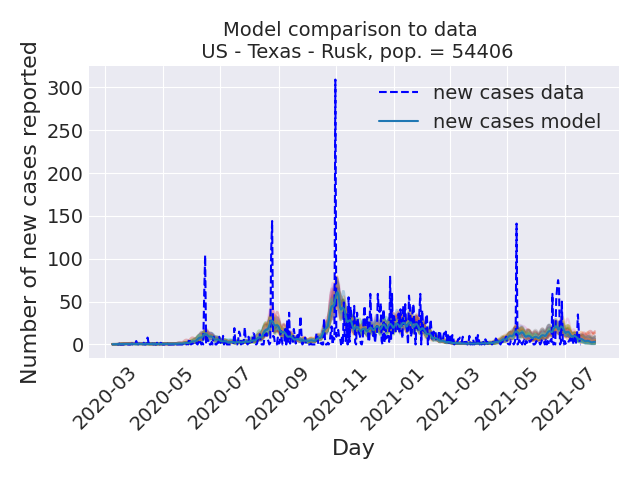 Model comparison to data
US - Texas - Rusk, pop. = 54406
Number of new cases reported
300
250
200
150
100
50
0
new cases data
new cases model
2020-03
2020-05
2020-07
2020-09
2020-11
2021-01
2021-03
2021-05
2021-07
Day